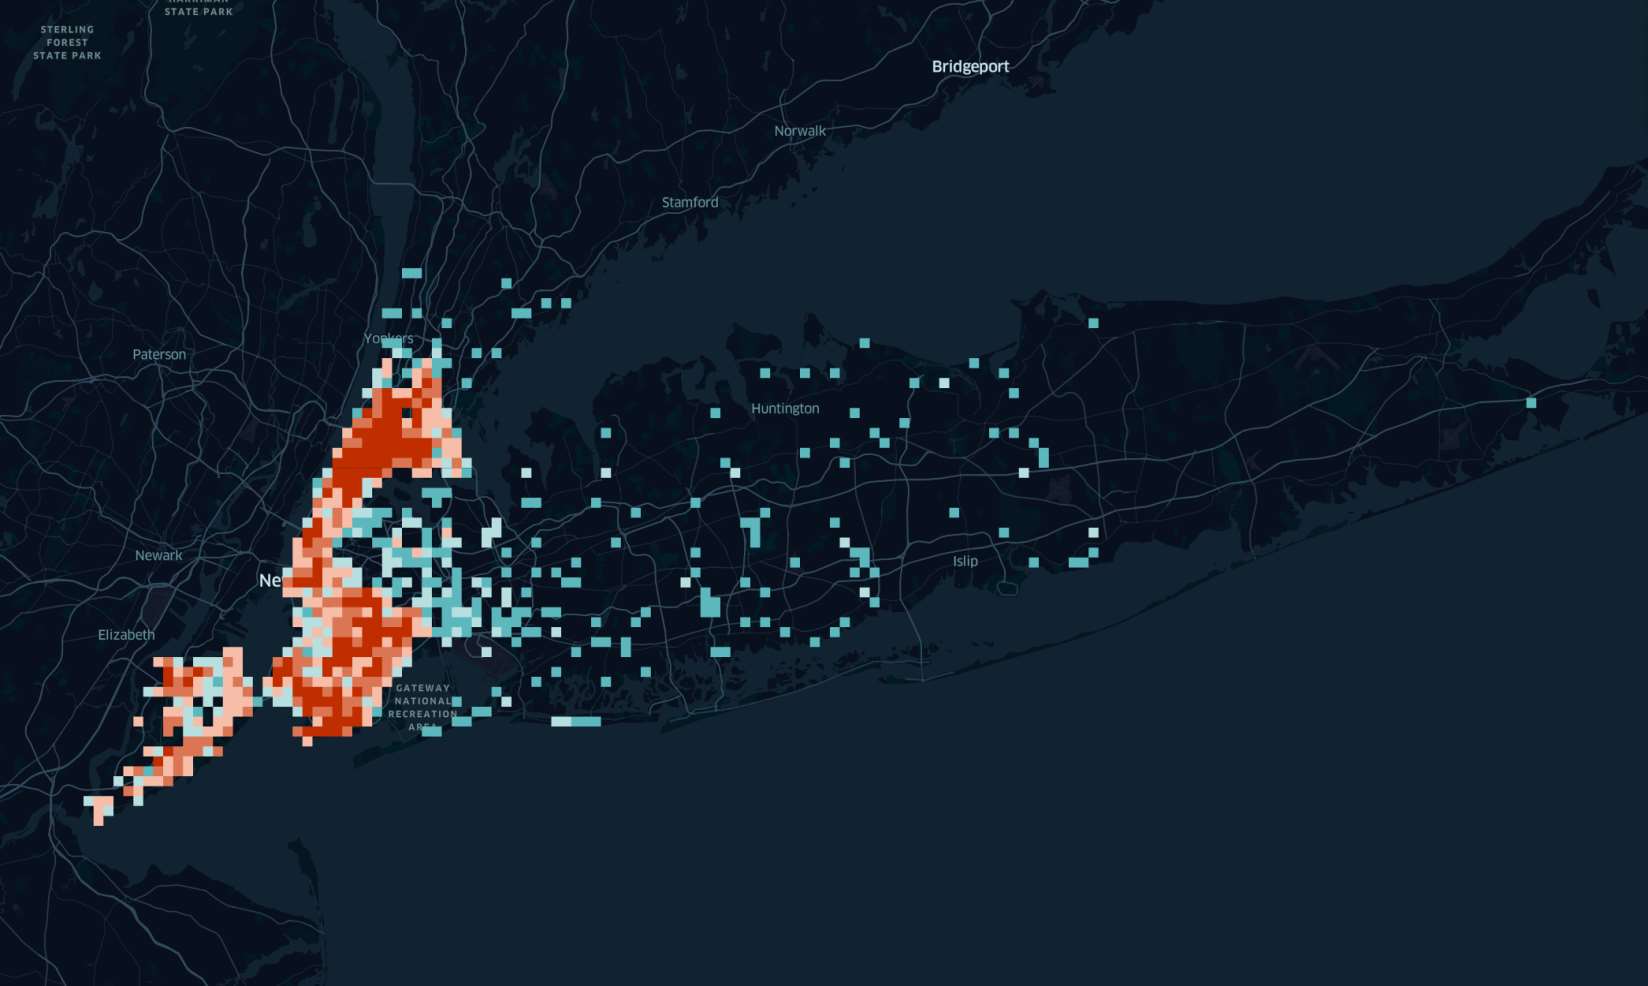 STATE PARK
STERLING
FOREST
STATE PARK
Bridgeport
Norwalk
Stamford
Yonkers
Paterson
Huntington
Newark
Ne
Islip
Elizabeth
GATEWAY
NATIONAL
RECREATION
AREA